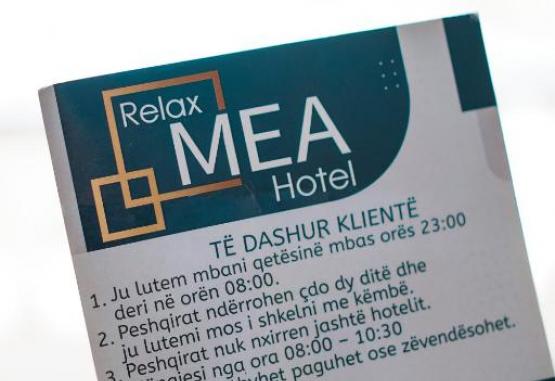 Relax
MEA
Hotel
TË DASHUR KLIENTË
1. Ju lutem mbani qetësinë mbas orës 23:00
deri në orën 08:00.
2. Peshqirat ndërrohen çdo dy ditë dhe
ju lutemi mos i shkelni me këmbë.
3. Peshqirat nuk nxirren jashtë hotelit.
nga ora 08:00 – 10:30
paguhet ose zëvendësohet.